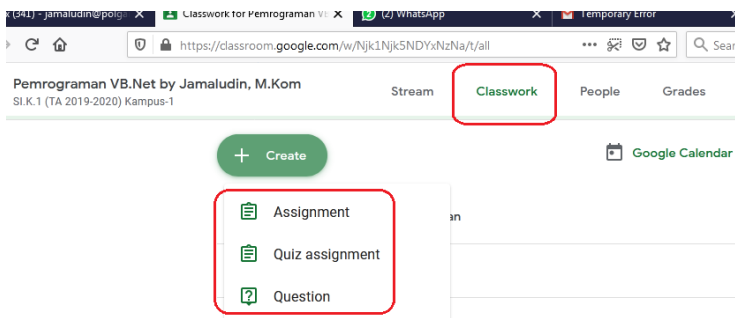 (341) - jamaludin@polga
Classwork for Pemrograman VB
(2) WhatsApp
Temporary Error
https://classroom.google.com/w/Njk1Njk5NDYxNzNa/t/all
Sear
Pemrograman VB.Net by Jamaludin, M.Kom
SI.K.1 (TA 2019-2020) Kampus-1
Stream Classwork People Grades
+ Create
Google Calendar
Assignment
an
Quiz assignment
Question